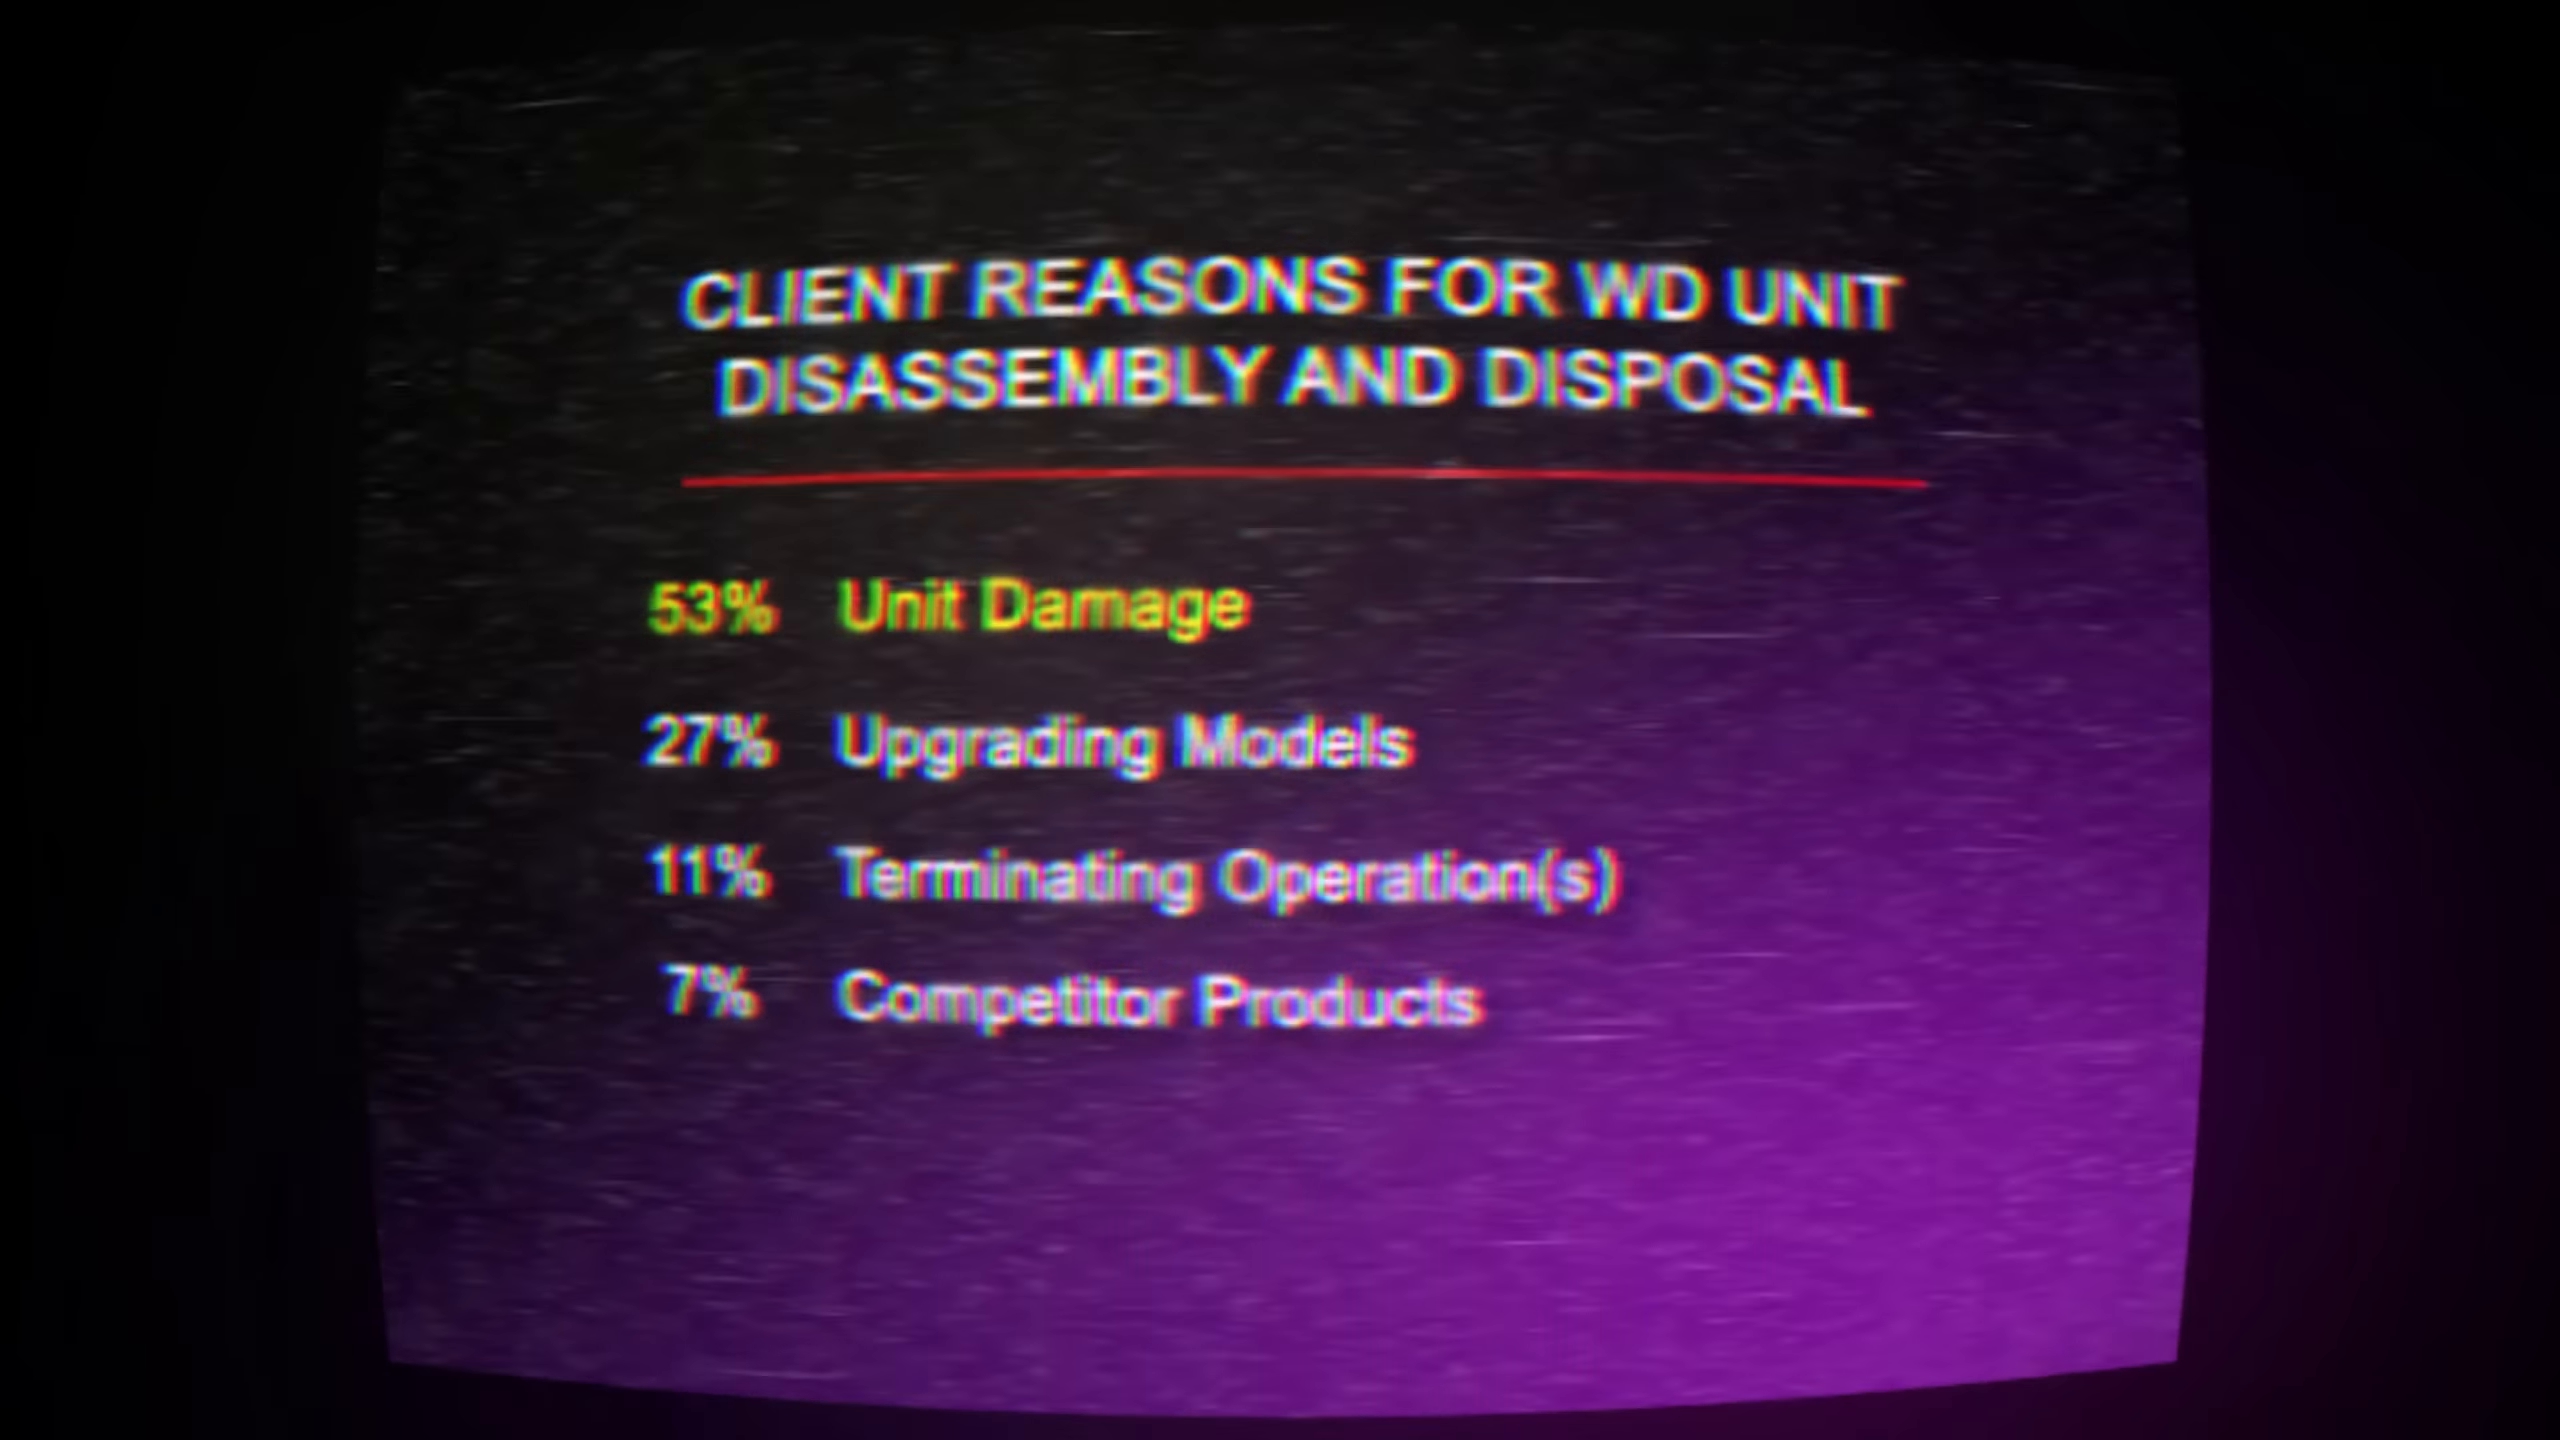 CLIENT REASONS FOR WD UNIT
DISASSEMBLY AND DISPOSAL
53% Unit Damage
27% Upgrading Models
11% Terminating Operation(s)
7% Competitor Products